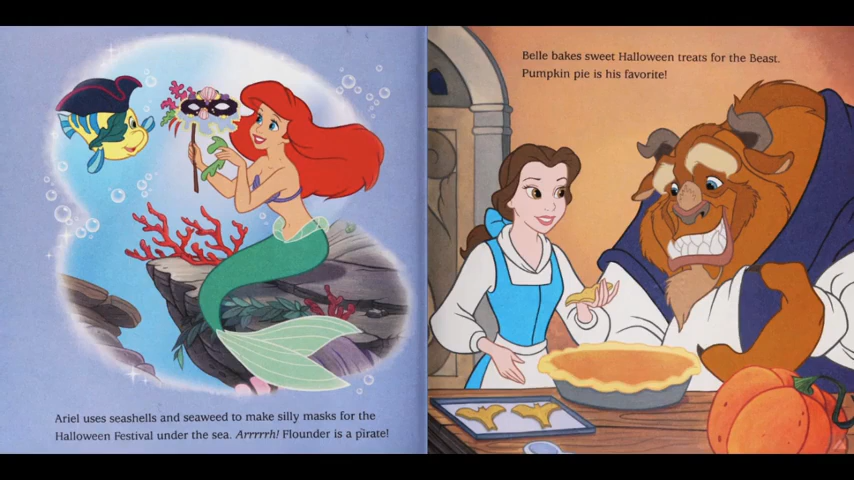 Ariel uses seashells and seaweed to make silly masks for the
Halloween Festival under the sea. Arrrrrh! Flounder is a pirate!
Belle bakes sweet Halloween treats for the Beast.
Pumpkin pie is his favorite!